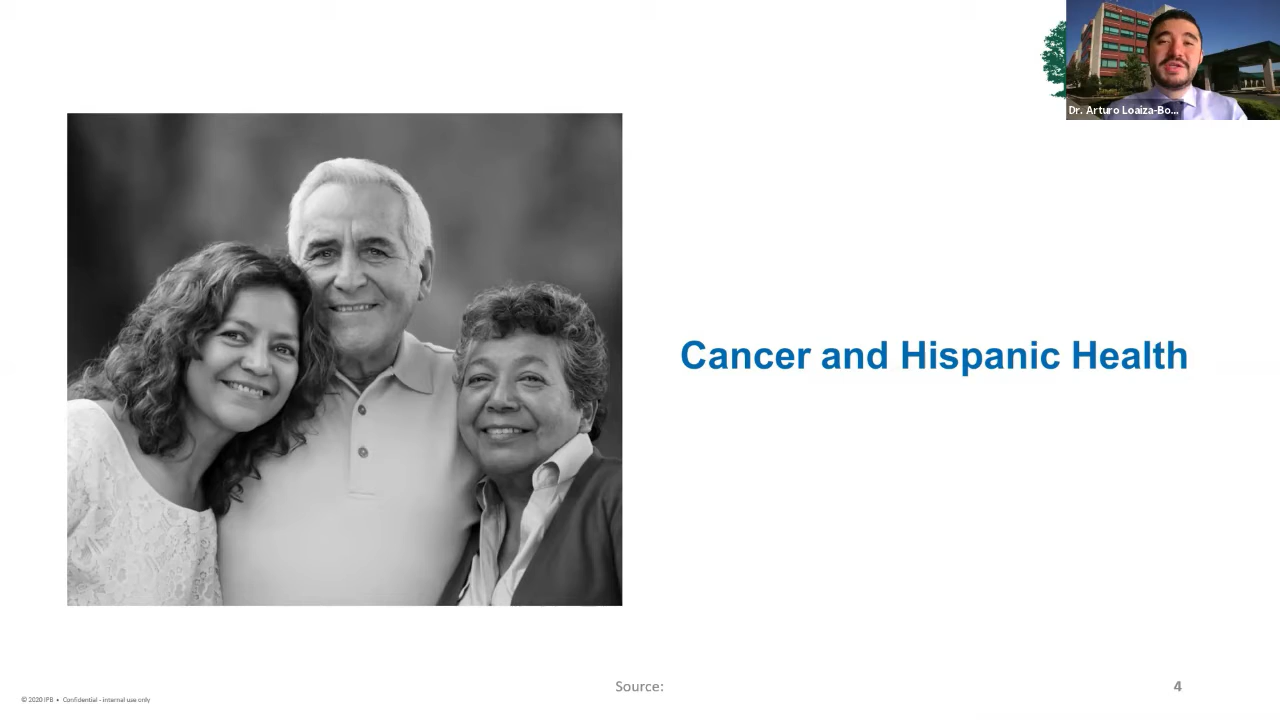 Dr. Arturo Loaiza-Bo...
Cancer and Hispanic Health
Source:
4
© 2020 IPB • Confidential - internal use only